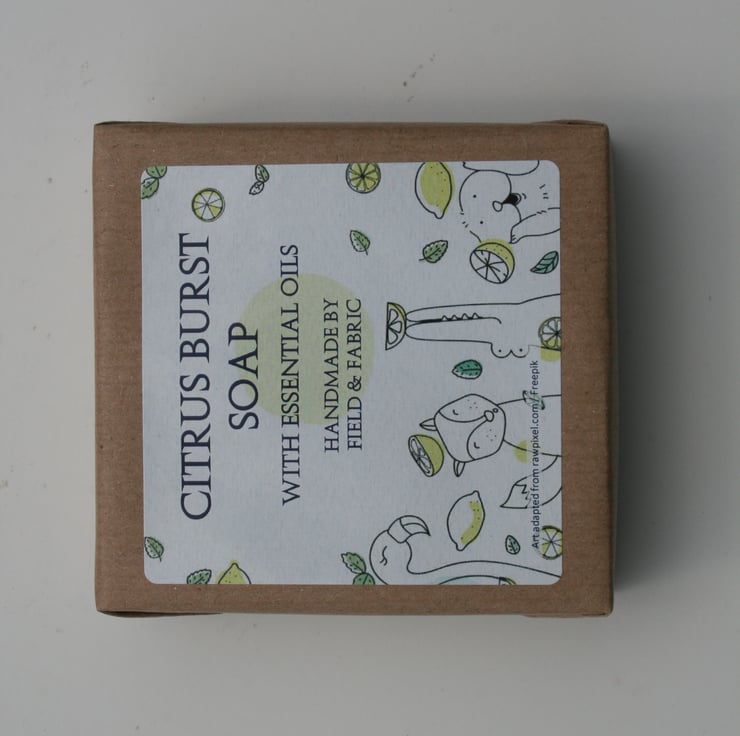 CITRUS BURST
SOAP
WITH ESSENTIAL OILS
HANDMADE BY
FIELD & FABRIC
Art adapted from rawpixel.com / Freepik